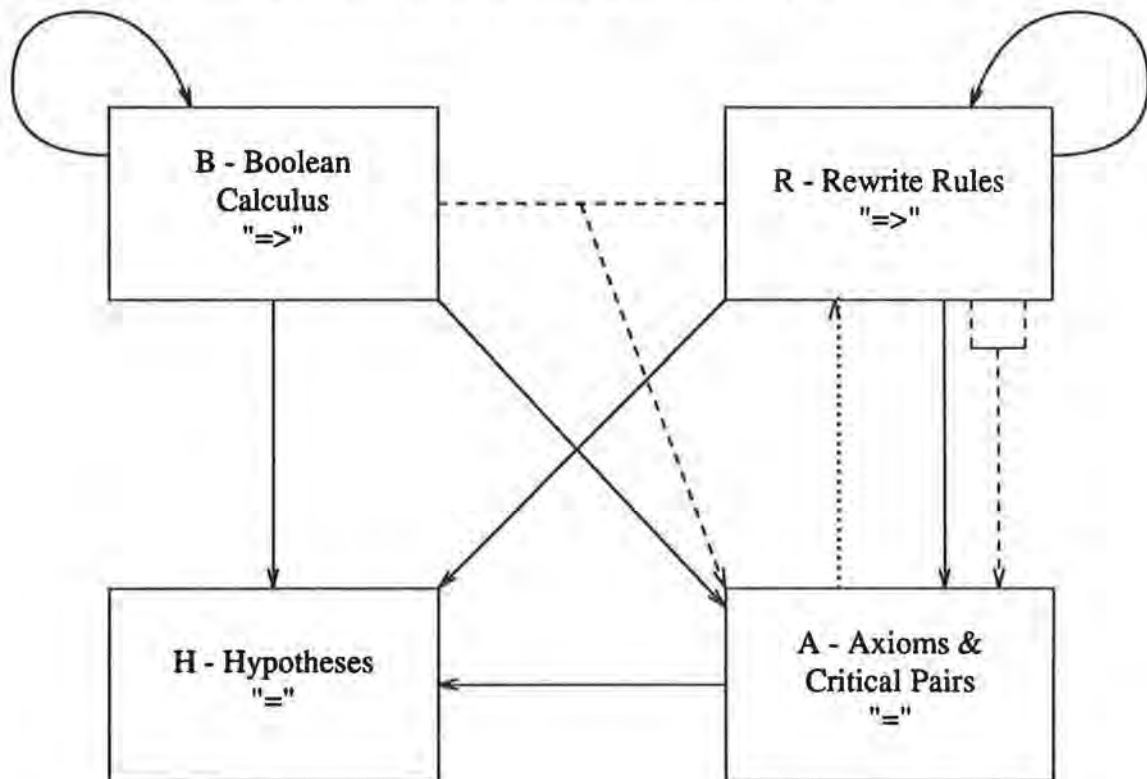 B - Boolean
Calculus
"=>"
R - Rewrite Rules
"=>"
H - Hypotheses
"="
A - Axioms &
Critical Pairs
"="